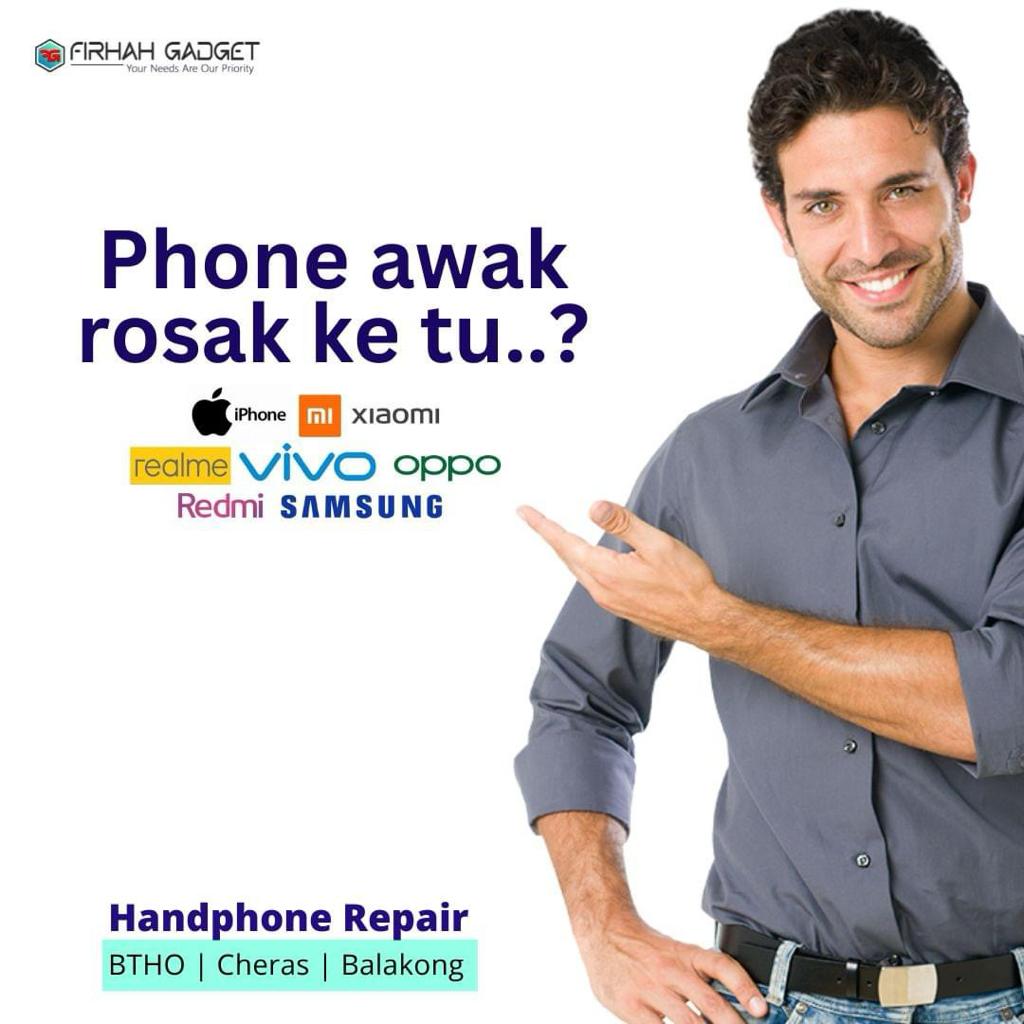 FIRHAH GADGET
Your Needs Are Our Priority
Phone awak
rosak ke tu..?
iPhone mi xiaomi
realme vivo oppo
Redmi SAMSUNG
Handphone Repair
BTHO | Cheras | Balakong